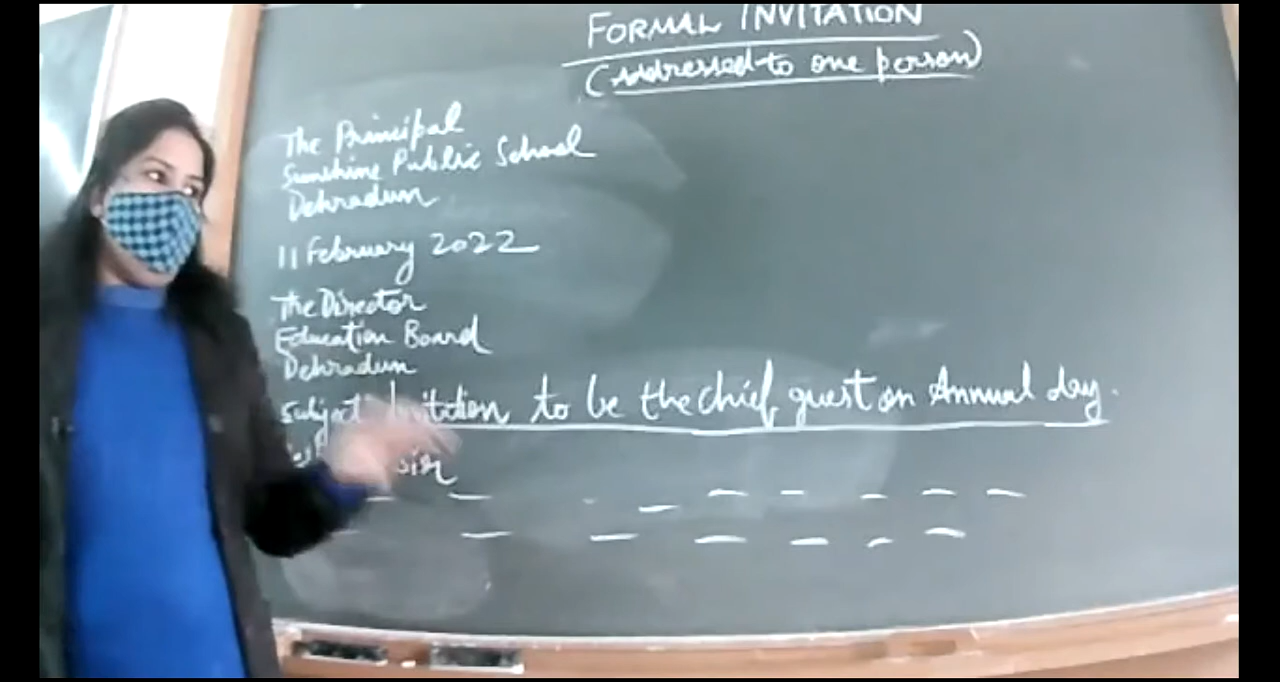 FORMAL INVITATION
(Addressed to one person)
The Principal
Sunshine Public School
Dehradun
11 February 2022
The Director
Education Board
Dehradun
Subject Invitation to be the chief guest on Annual day.
sir